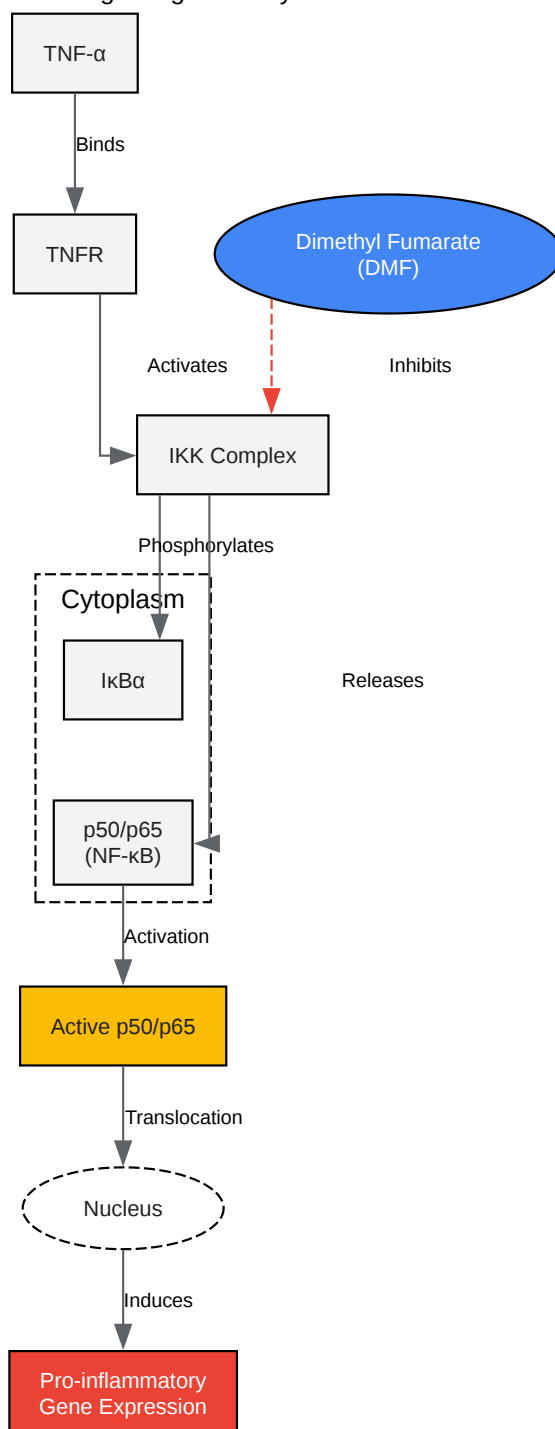 TNF-α
Binds
TNFR
Dimethyl Fumarate
(DMF)
Activates
Inhibits
IKK Complex
Phosphorylates
Cytoplasm
IκBα
Releases
p50/p65
(NF-κB)
Activation
Active p50/p65
Translocation
Nucleus
Induces
Pro-inflammatory
Gene Expression